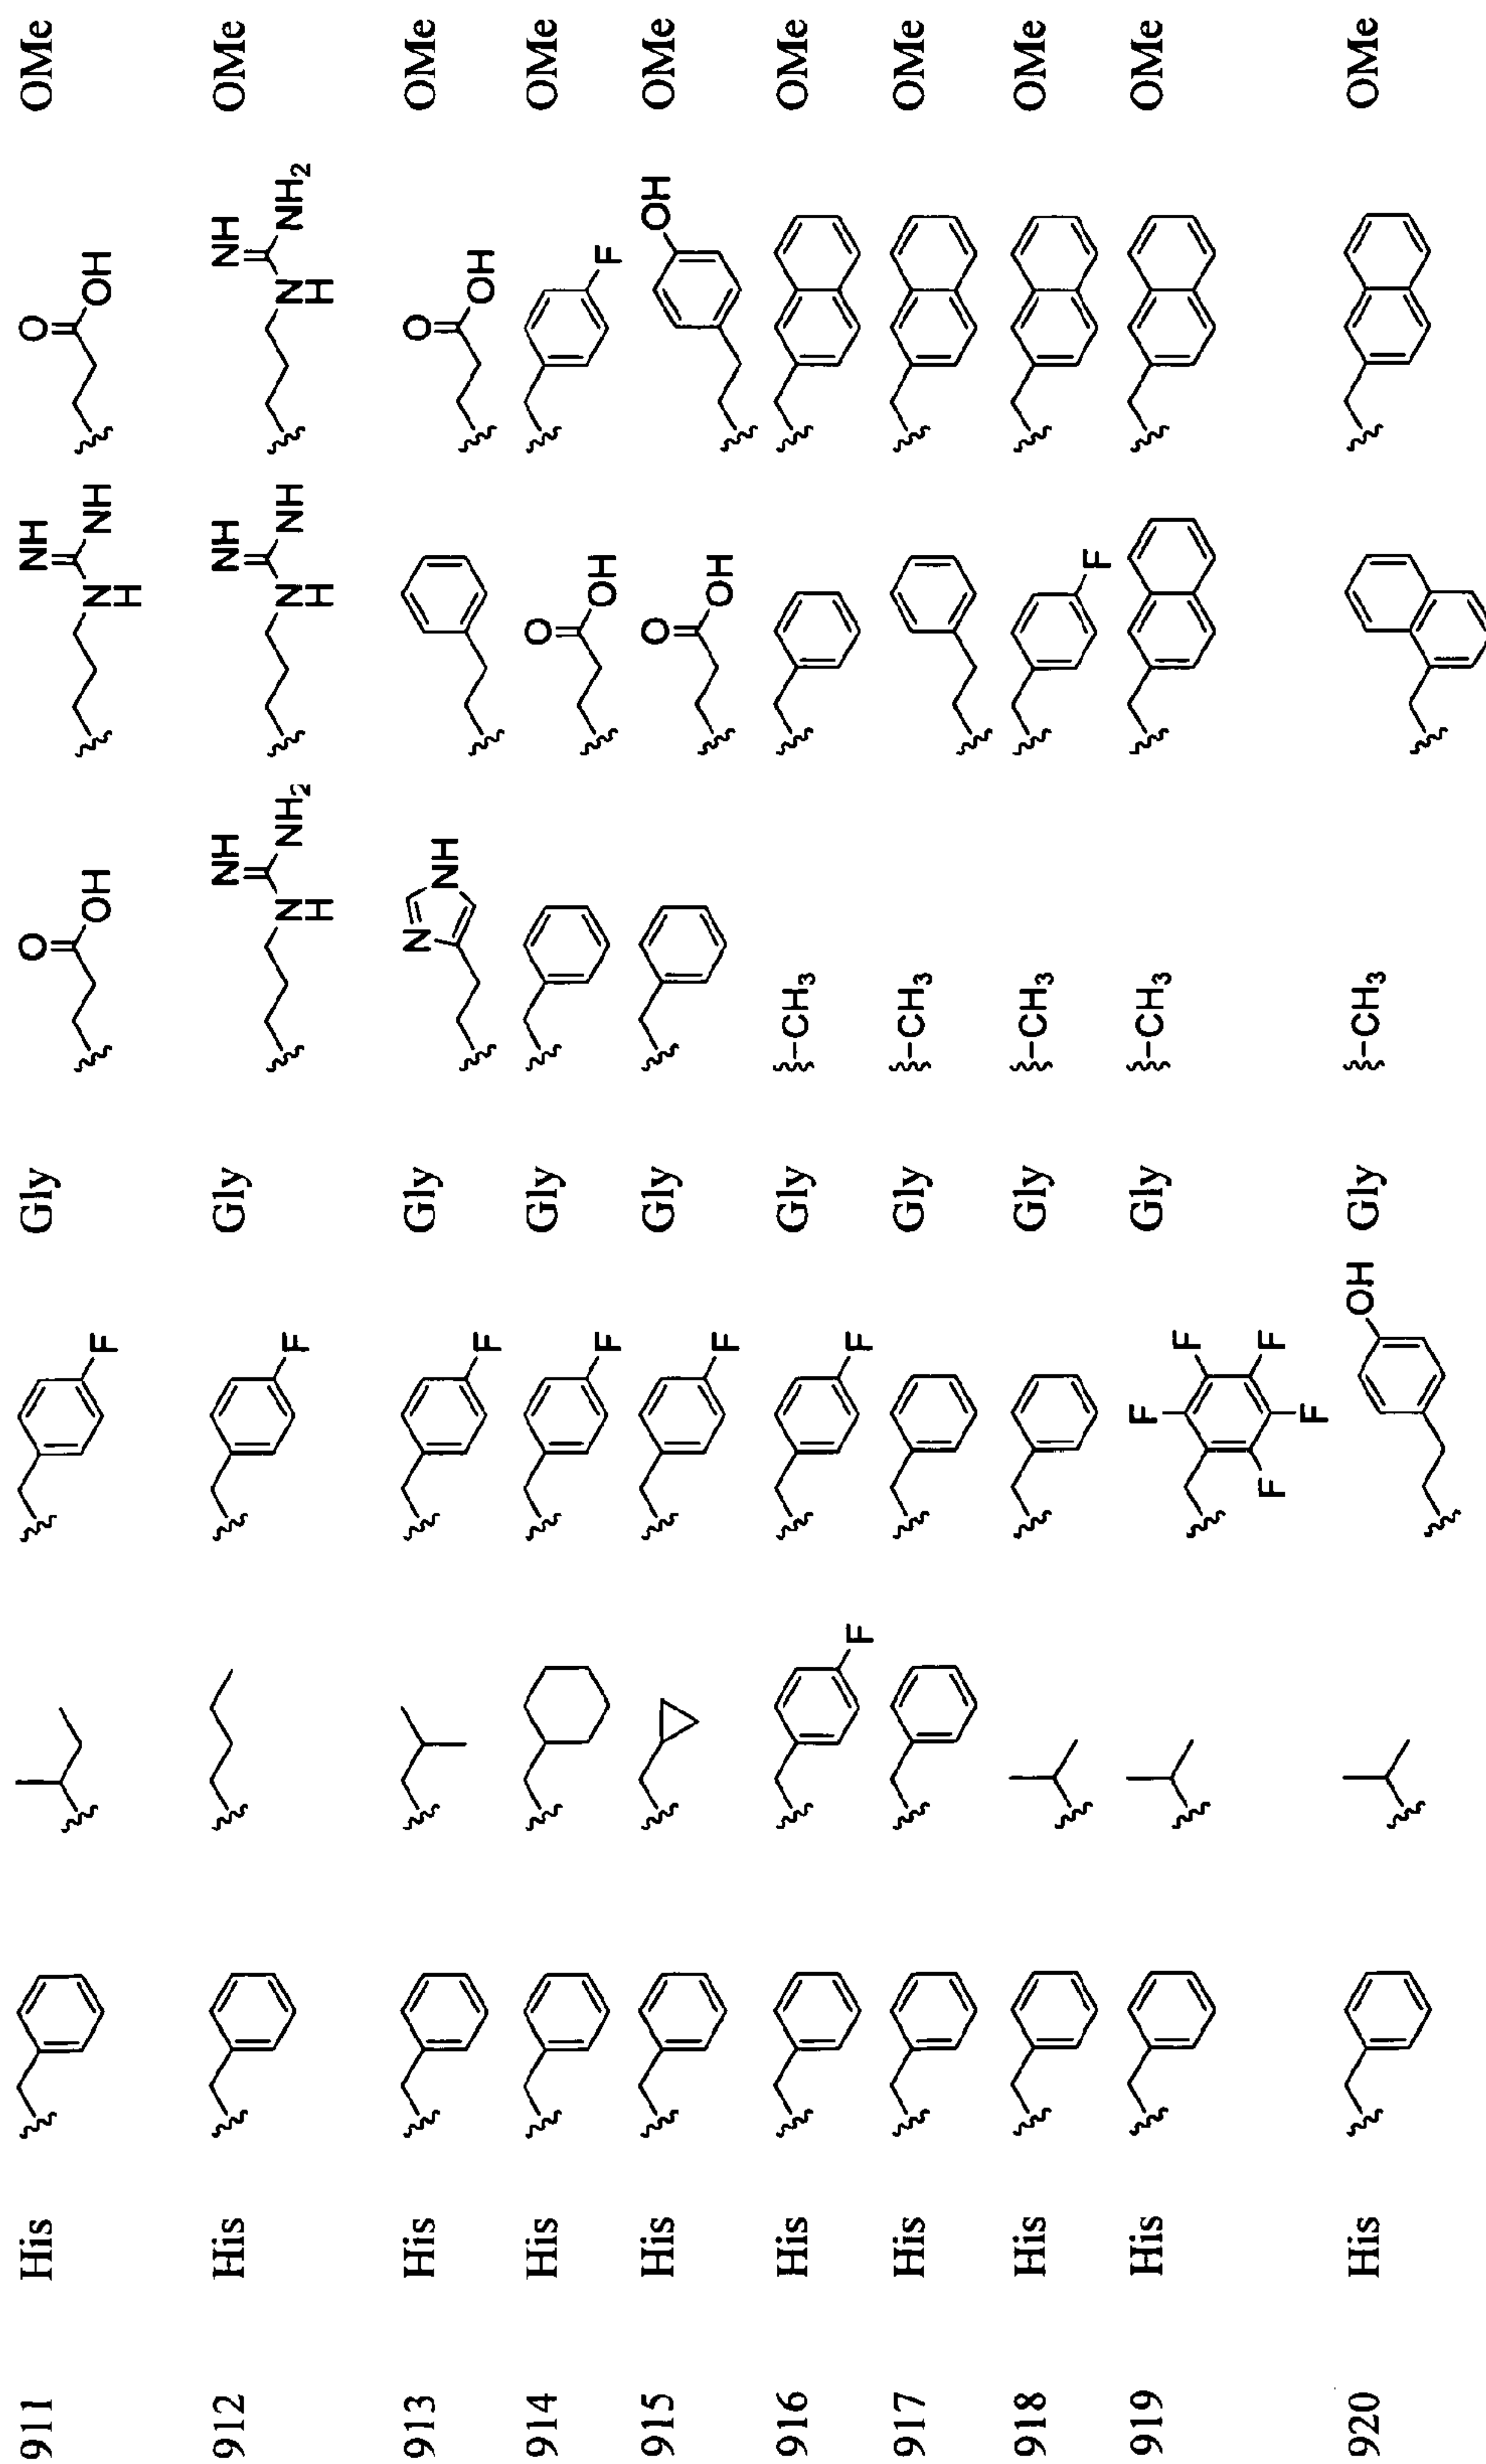 911 His F Gly O OH NH N H NH O OH OMe
912 His F Gly NH N H NH2 NH N H NH NH N H NH2 OMe
913 His F Gly N NH O OH OMe
914 His F Gly O OH F OMe
915 His F Gly O OH OH OMe
916 His F F Gly CH3 OMe
917 His Gly CH3 OMe
918 His Gly CH3 F OMe
919 His F F F F F Gly CH3 OMe
920 His OH Gly CH3 OMe